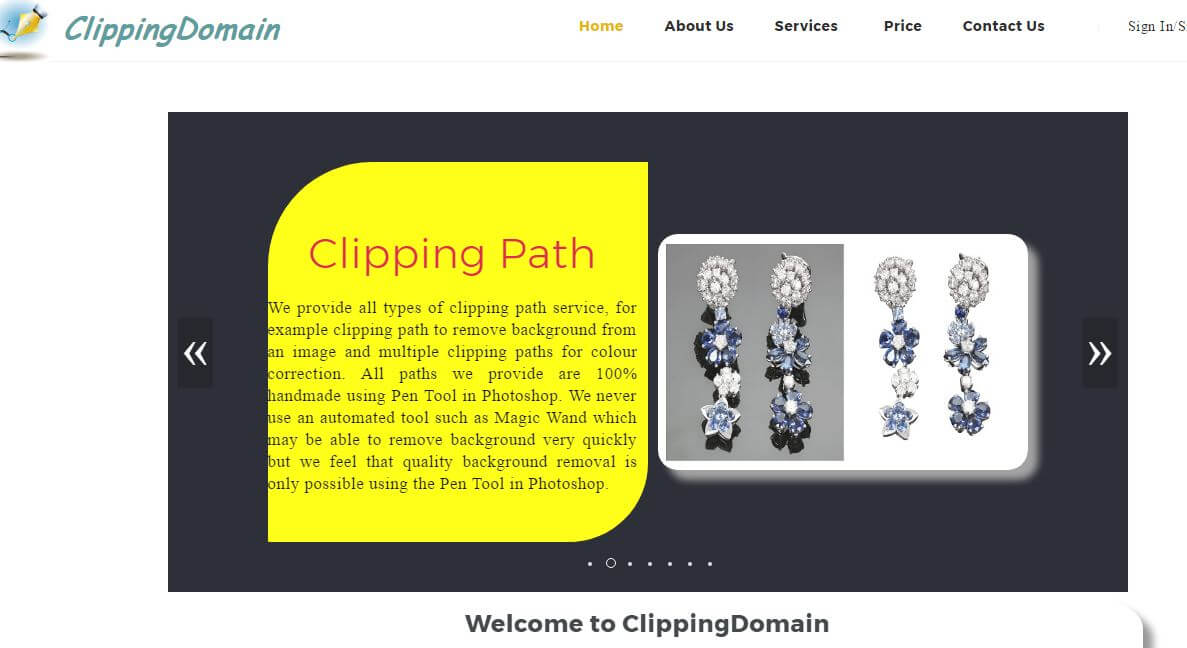 ClippingDomain
Home About Us Services Price Contact Us Sign In/S
Clipping Path
We provide all types of clipping path service, for
example clipping path to remove background from
an image and multiple clipping paths for colour
correction. All paths we provide are 100%
handmade using Pen Tool in Photoshop. We never
use an automated tool such as Magic Wand which
may be able to remove background very quickly
but we feel that quality background removal is
only possible using the Pen Tool in Photoshop.
« »
Welcome to ClippingDomain